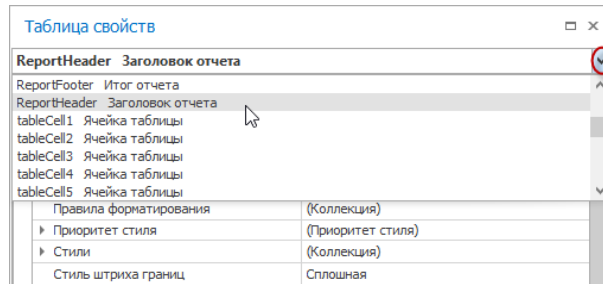 Таблица свойств
ReportHeader Заголовок отчета
ReportFooter Итог отчета
ReportHeader Заголовок отчета
tableCell1 Ячейка таблицы
tableCell2 Ячейка таблицы
tableCell3 Ячейка таблицы
tableCell4 Ячейка таблицы
tableCell5 Ячейка таблицы
Правила форматирования (Коллекция)
Приоритет стиля (Приоритет стиля)
Стили (Коллекция)
Стиль штриха границ Сплошная